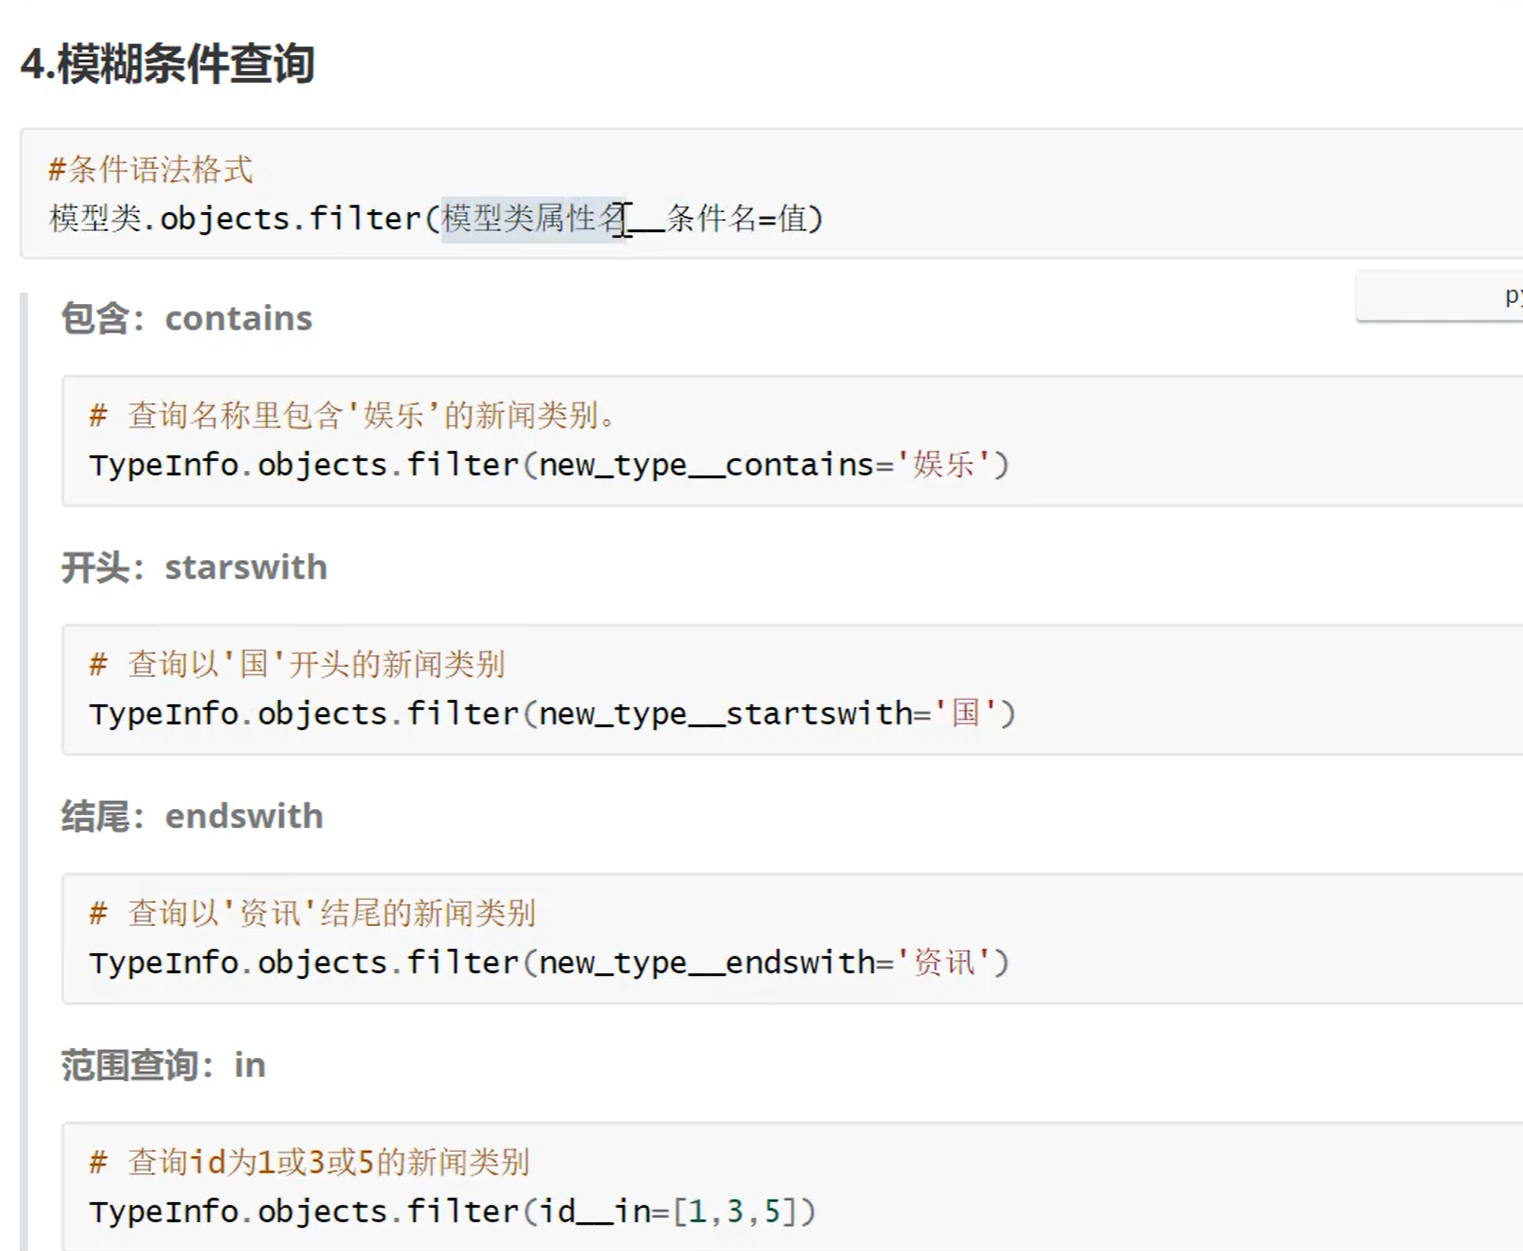 4.模糊条件查询
#条件语法格式
模型类.objects.filter(模型类属性名__条件名=值)
py
包含：contains
# 查询名称里包含'娱乐’的新闻类别。
TypeInfo.objects.filter(new_type__contains='娱乐')
开头：starswith
# 查询以'国'开头的新闻类别
TypeInfo.objects.filter(new_type__startswith='国')
结尾：endswith
# 查询以'资讯'结尾的新闻类别
TypeInfo.objects.filter(new_type__endswith='资讯')
范围查询：in
# 查询id为1或3或5的新闻类别
TypeInfo.objects.filter(id__in=[1,3,5])